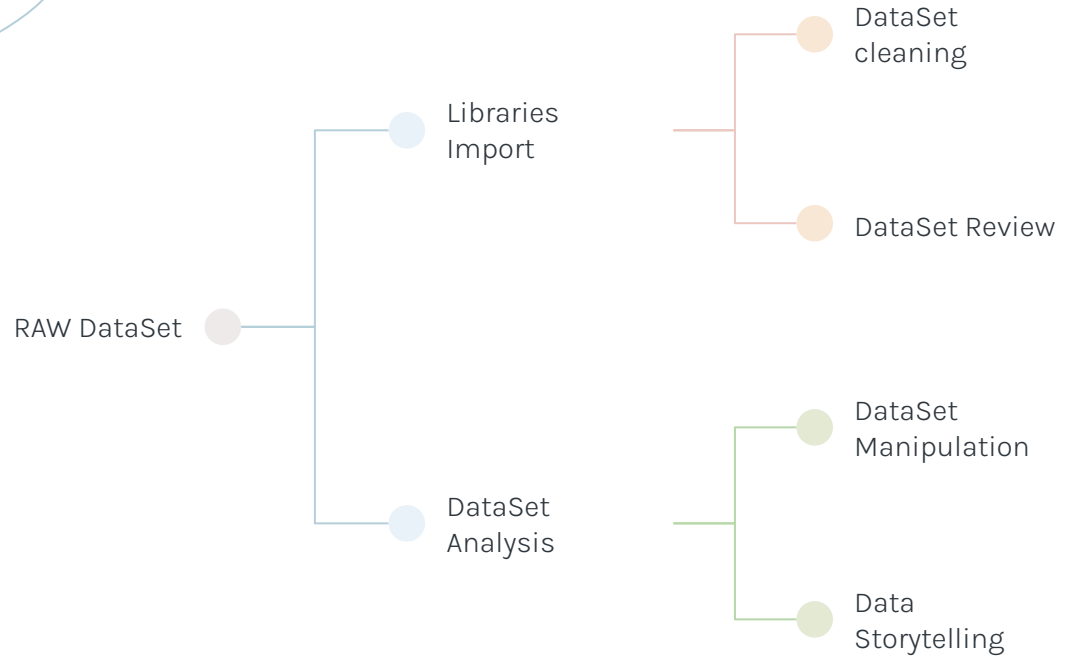 DataSet
cleaning
Libraries
Import
DataSet Review
RAW DataSet
DataSet
Manipulation
DataSet
Analysis
Data
Storytelling